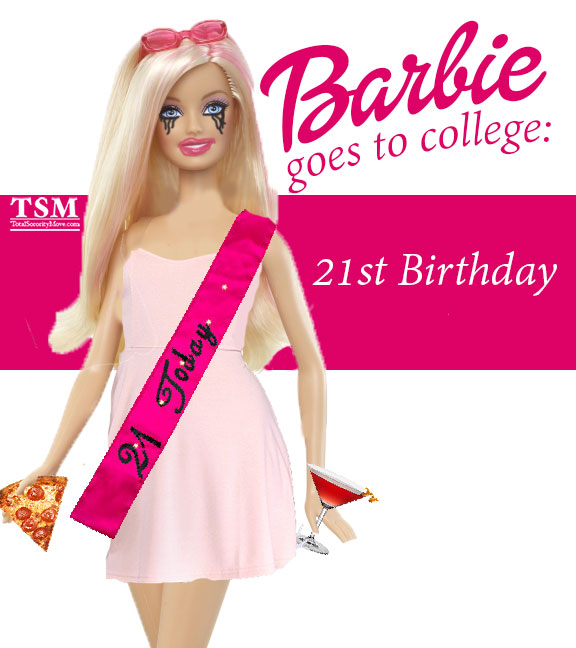 Barbie
goes to college:
TSM
TotalSororityMove.com
21st Birthday
21 Today